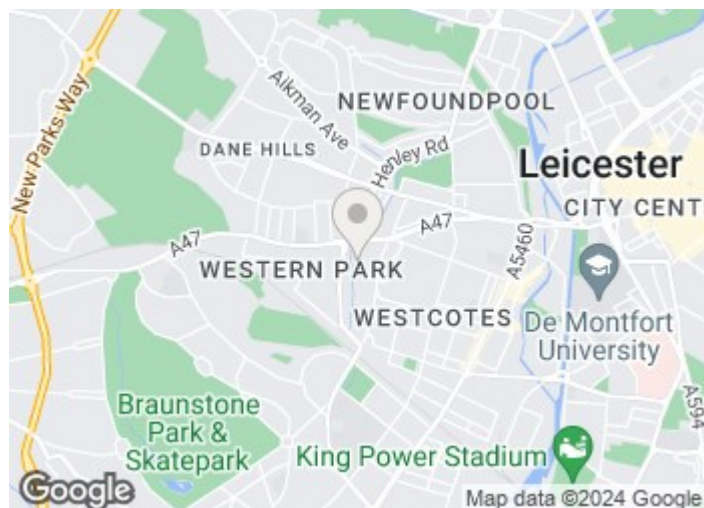 New Parks Way
Aikman Ave
NEWFOUNDPOOL
DANE HILLS
Henley Rd
Leicester
CITY CENT
A47
A47
A5460
WESTERN PARK
WESTCOTES
De Montfort
University
A594
Braunstone
Park &
Skatepark
King Power Stadium
Google
Map data ©2024 Google